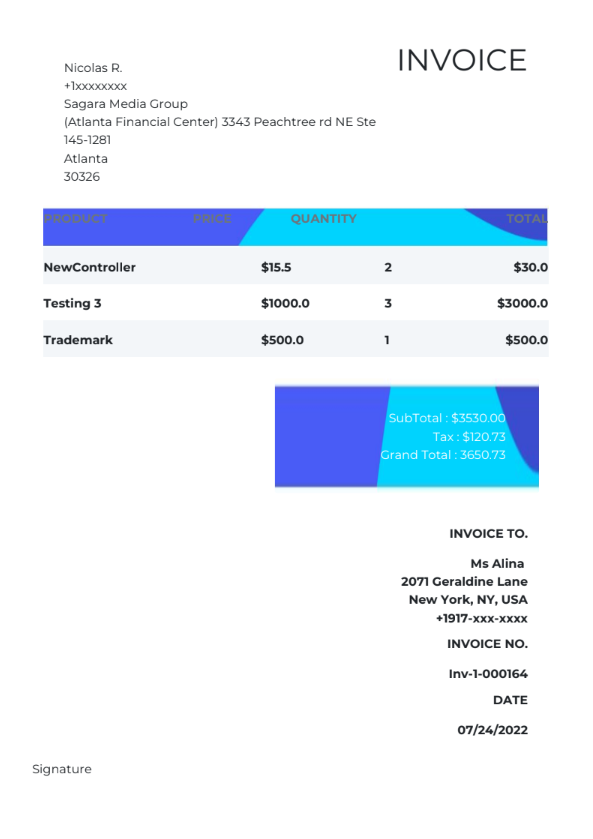 INVOICE
Nicolas R.
+1xxxxxxxx
Sagara Media Group
(Atlanta Financial Center) 3343 Peachtree rd NE Ste
145-1281
Atlanta
30326
PRODUCT PRICE QUANTITY TOTAL
NewController $15.5 2 $30.0
Testing 3 $1000.0 3 $3000.0
Trademark $500.0 1 $500.0
SubTotal : $3530.00
Tax : $120.73
Grand Total : 3650.73
INVOICE TO.
Ms Alina
2071 Geraldine Lane
New York, NY, USA
+1917-xxx-xxxx
INVOICE NO.
Inv-1-000164
DATE
07/24/2022
Signature